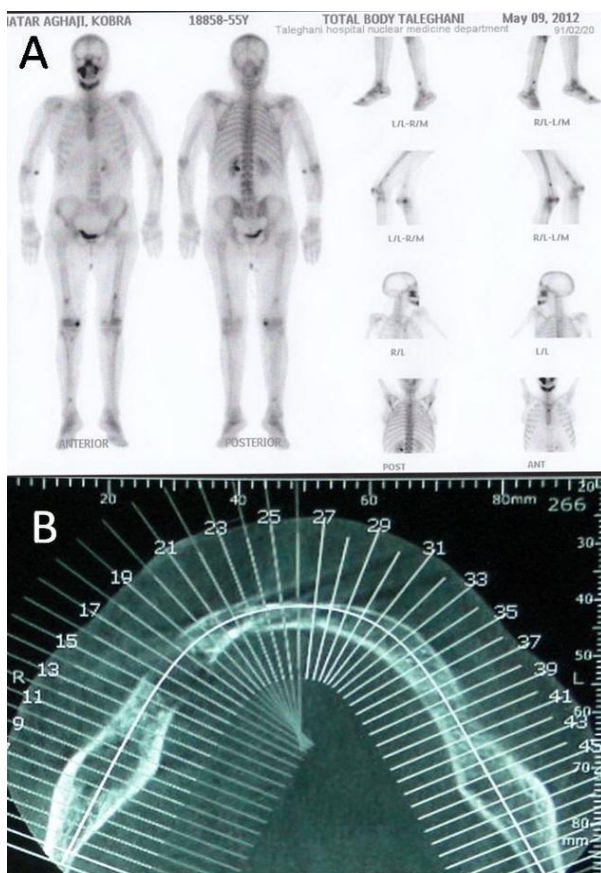 A
ATAR AGHAJI, KOBRA 18858-55Y TOTAL BODY TALEGHANI May 09, 2012
Taleghani hospital nuclear medicine department 91/02/20
L/L-R/M R/L-L/M
L/L-R/M R/L-L/M
R/L L/L
ANTERIOR POSTERIOR
POST ANT
B
20 40 60 80mm 266 20
30
40
50
60
70
80
mm
R
L
9
11
13
15
17
19
21
23
25
27
29
31
33
35
37
39
41
43
45